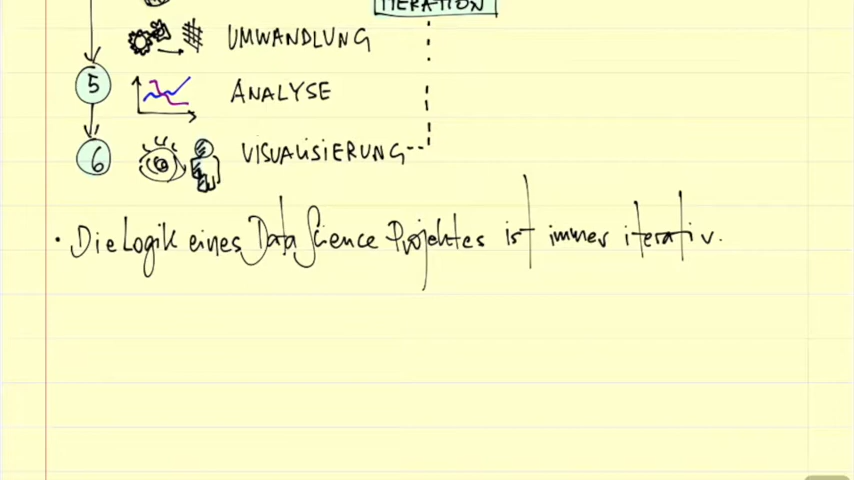 ITERATION
UMWANDLUNG
5 ANALYSE
6 VISUALISIERUNG
· Die Logik eines Data Science Projektes ist immer iterativ.